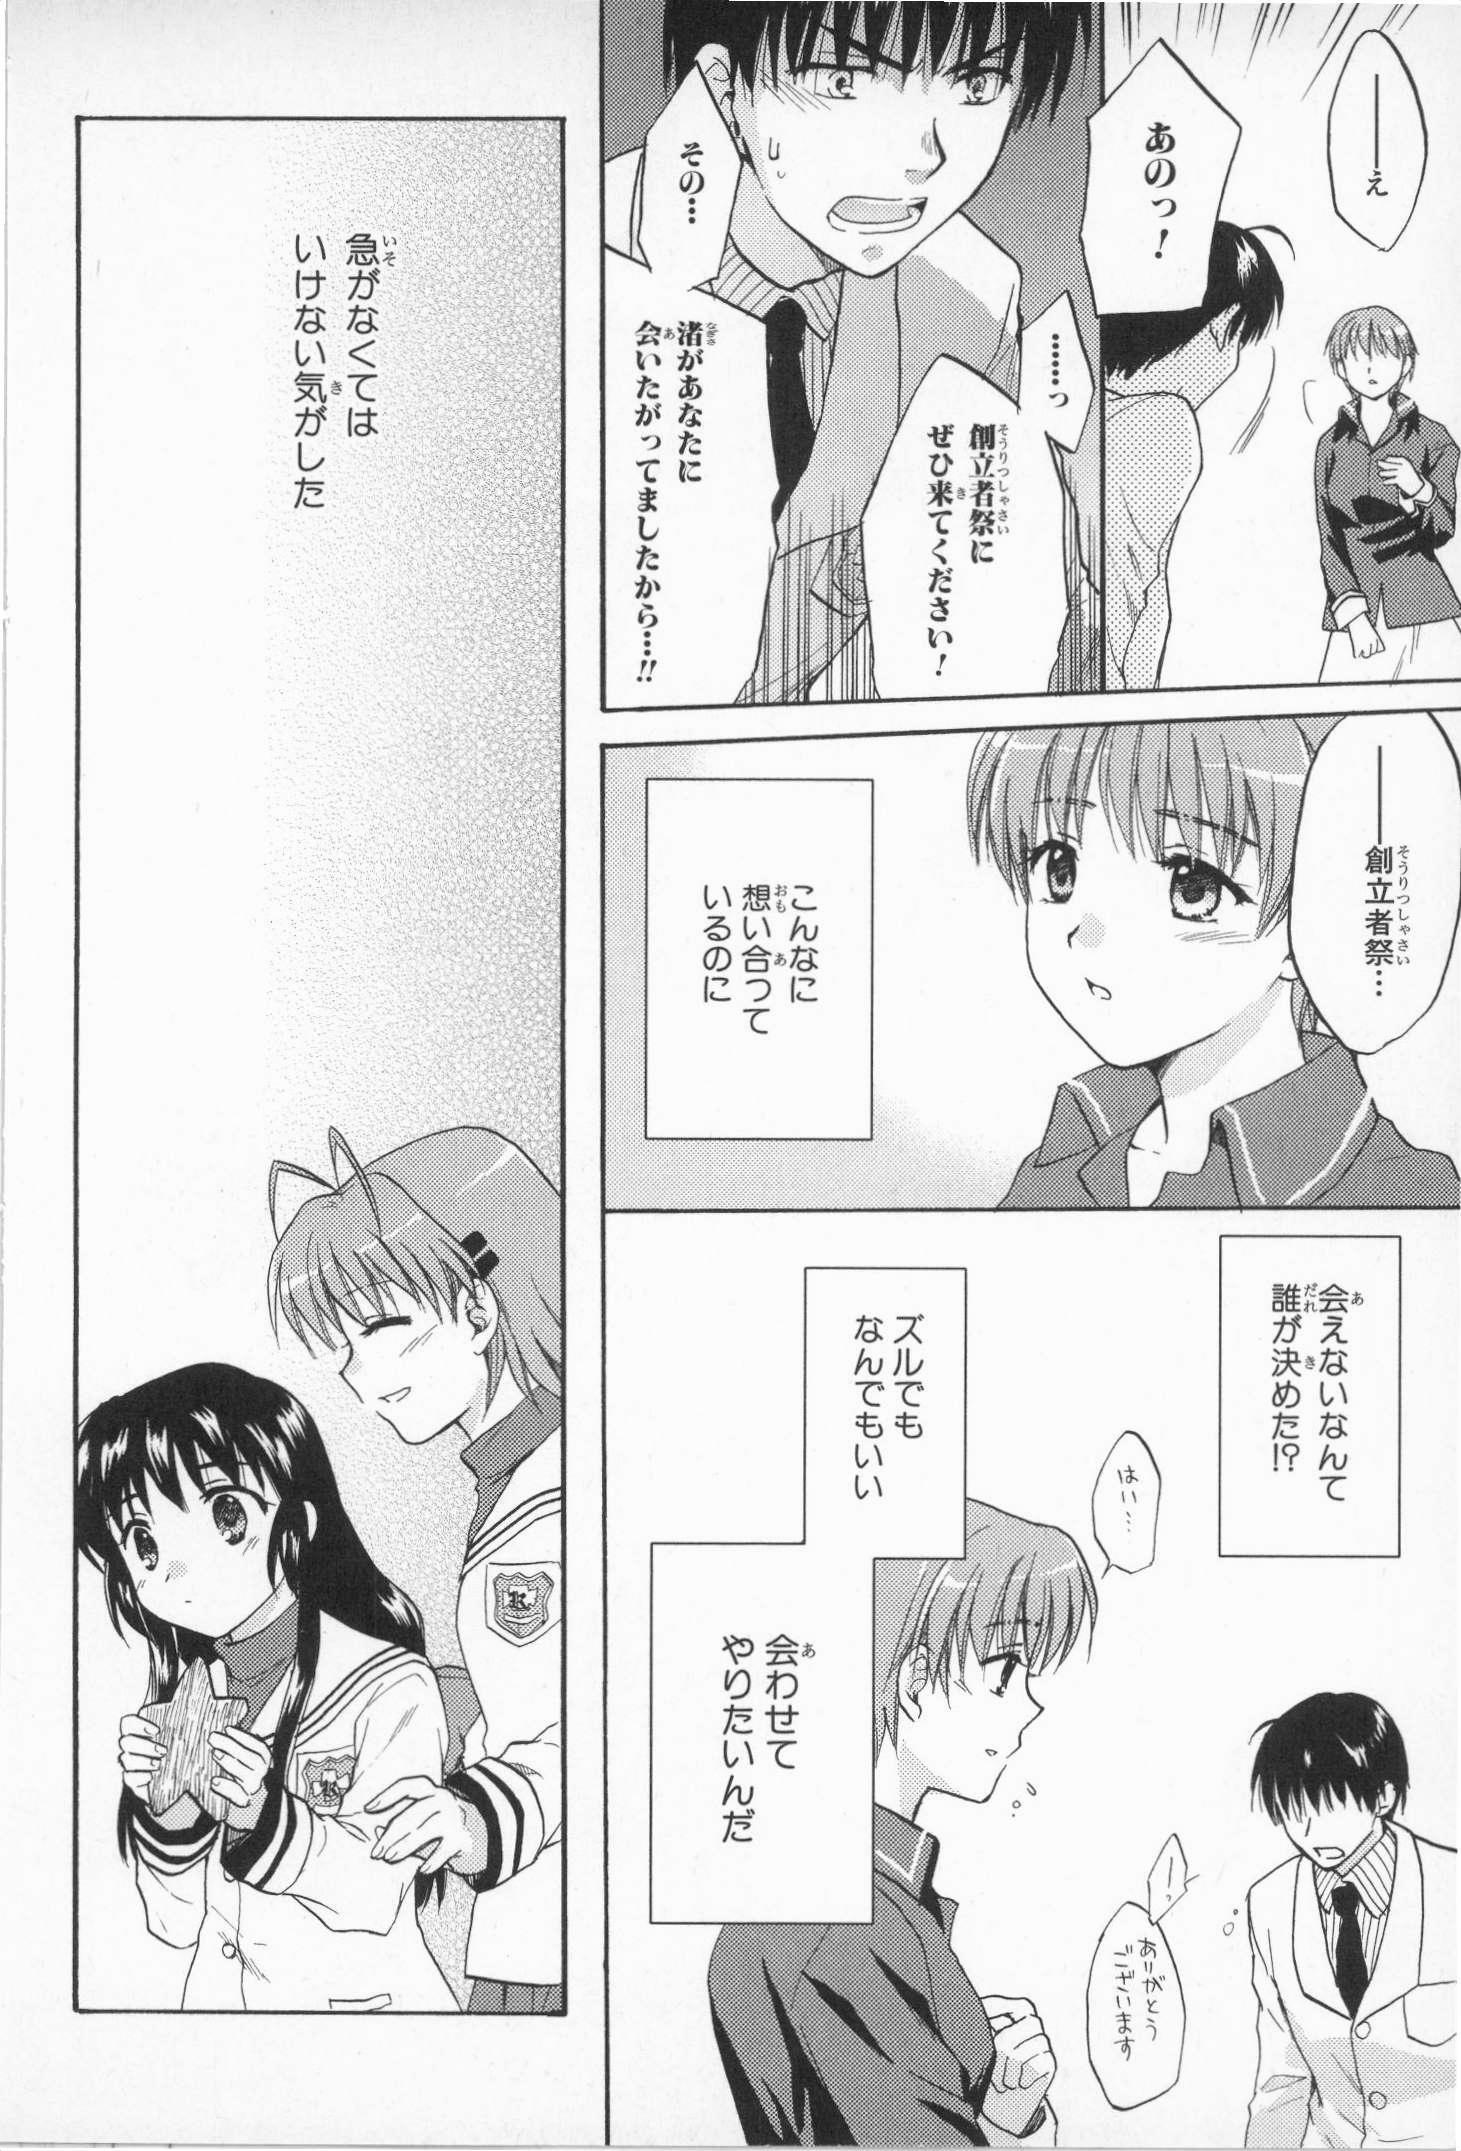 ――え
あのっ！
その…
……っ
創立者祭に
ぜひ来てください！
渚があなたに
会いたがってましたから…!!
――創立者祭…
こんなに
想い合って
いるのに
会えないなんて
誰が決めた!?
はい…
ズルでも
なんでもいい
！
ありがとう
ございます
会わせて
やりたいんだ
急がなくては
いけない気がした